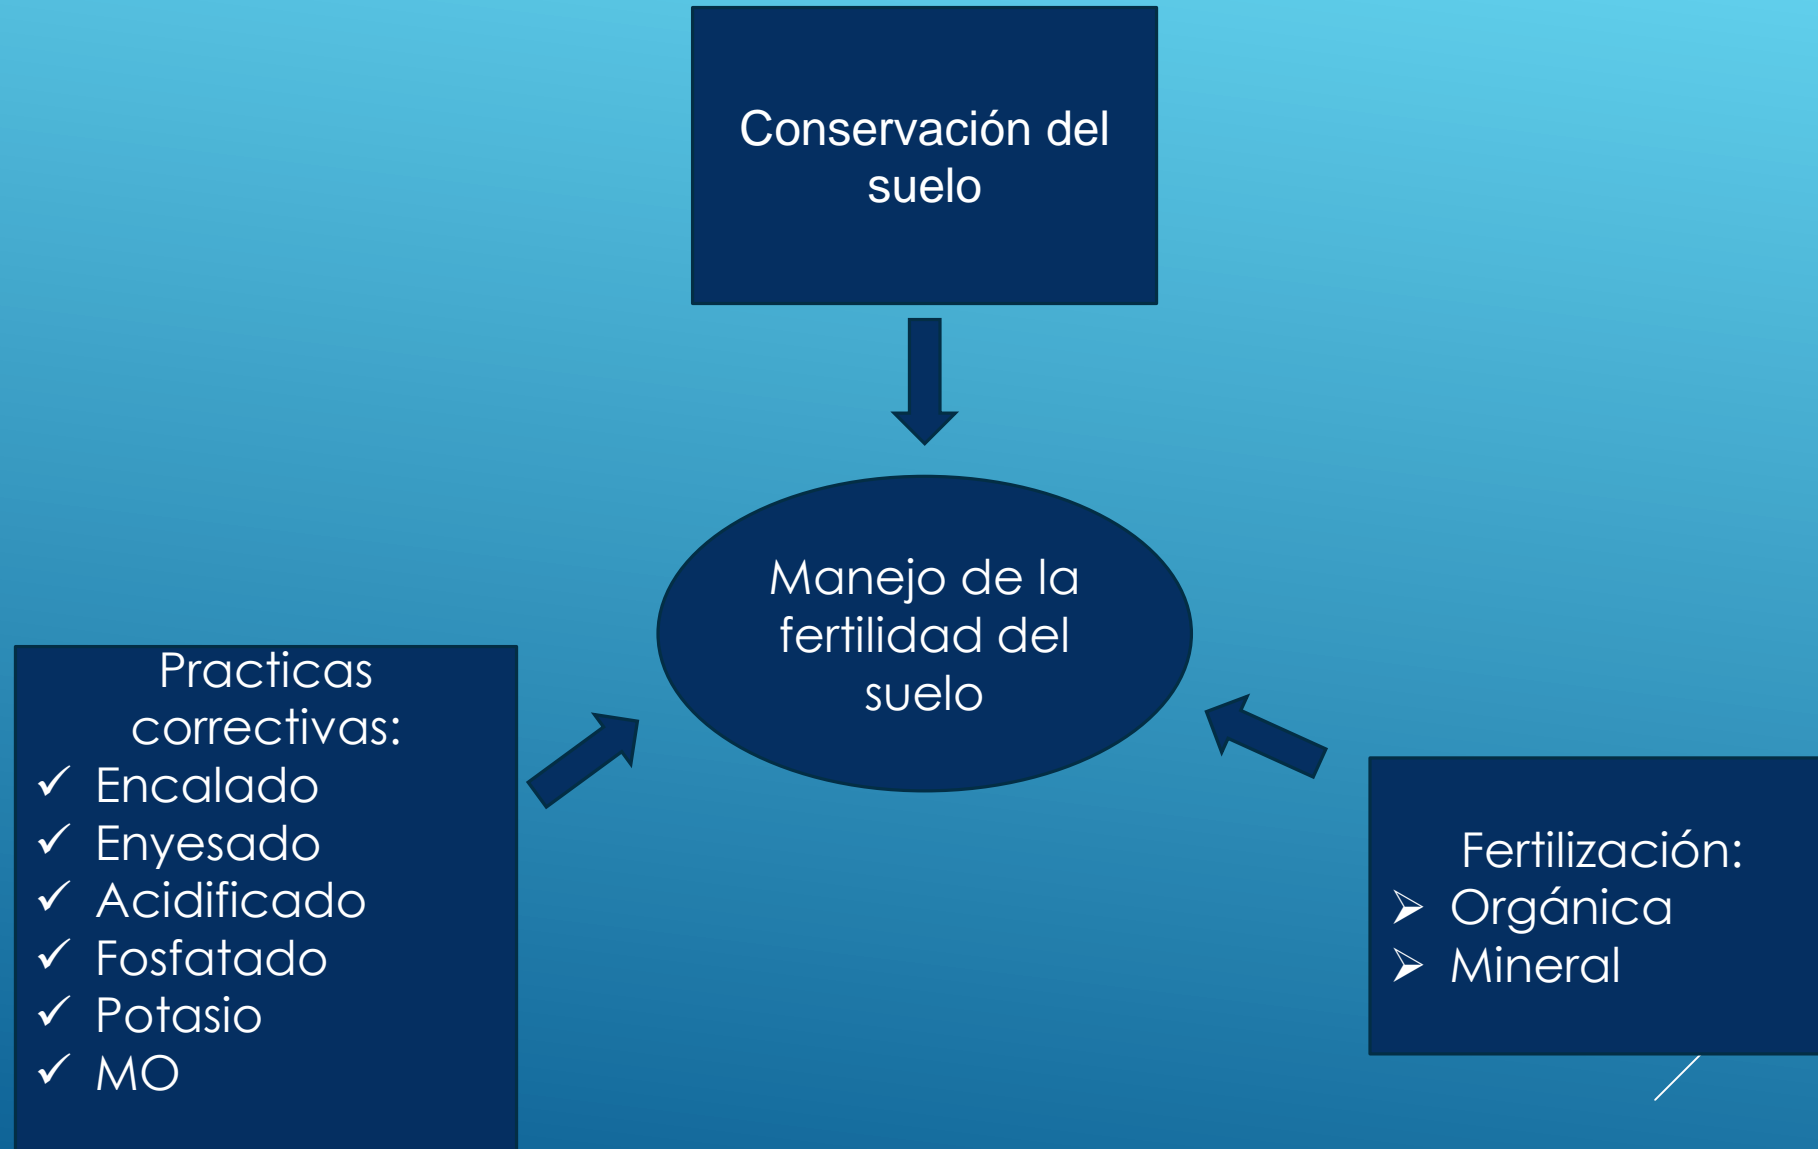 Conservación del
suelo
Manejo de la
fertilidad del
suelo
Practicas
correctivas:
✓ Encalado
✓ Enyesado
✓ Acidificado
✓ Fosfatado
✓ Potasio
✓ MO
Fertilización:
➢ Orgánica
➢ Mineral